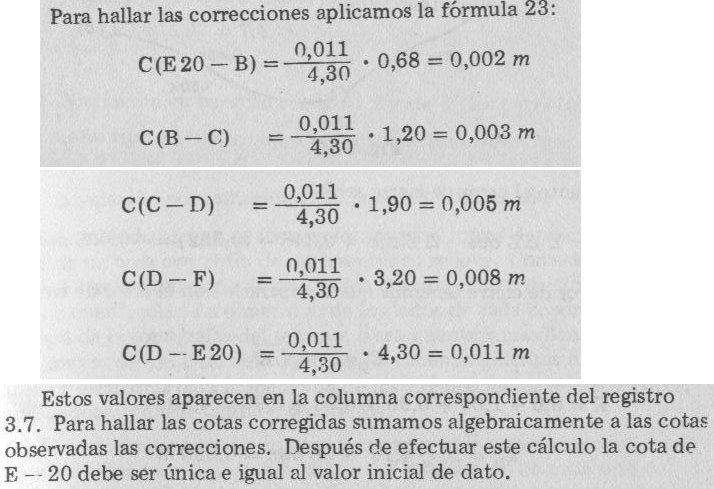 Para hallar las correcciones aplicamos la fórmula 23:
C(E 20 — B) = 0,011/4,30 · 0,68 = 0,002 m
C(B — C) = 0,011/4,30 · 1,20 = 0,003 m
C(C — D) = 0,011/4,30 · 1,90 = 0,005 m
C(D — F) = 0,011/4,30 · 3,20 = 0,008 m
C(D — E 20) = 0,011/4,30 · 4,30 = 0,011 m
Estos valores aparecen en la columna correspondiente del registro
3.7. Para hallar las cotas corregidas sumamos algebraicamente a las cotas
observadas las correcciones. Después de efectuar este cálculo la cota de
E — 20 debe ser única e igual al valor inicial de dato.